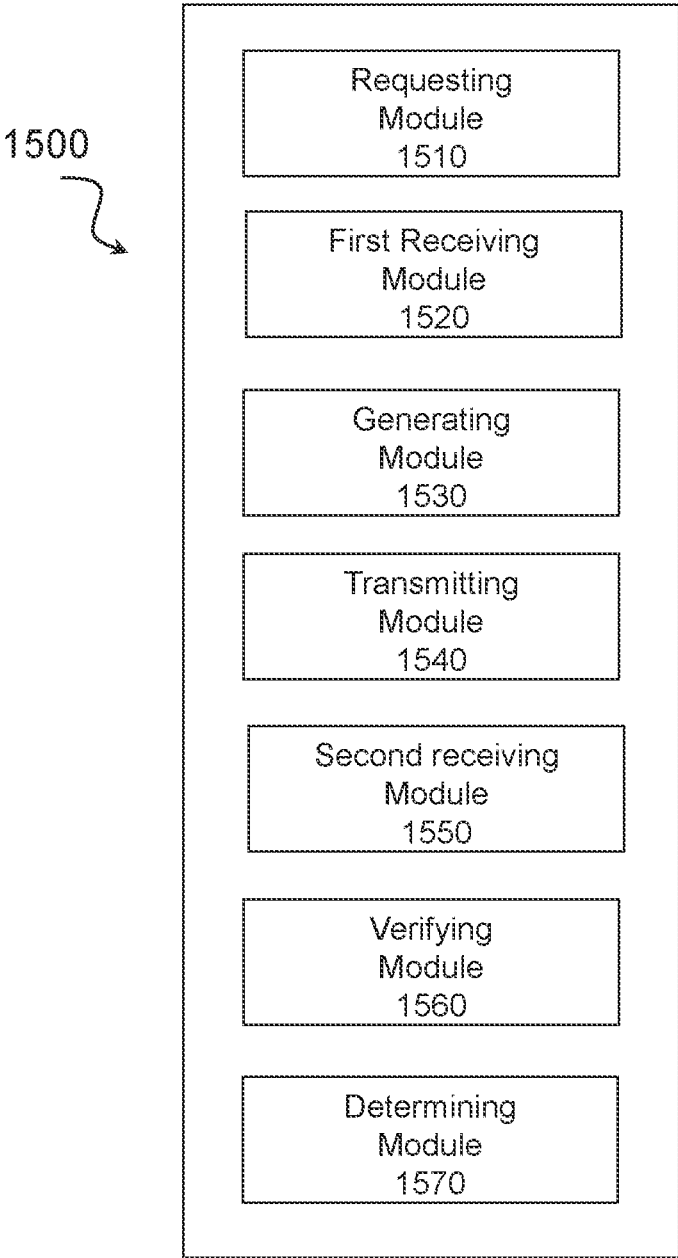 1500
Requesting
Module
1510
First Receiving
Module
1520
Generating
Module
1530
Transmitting
Module
1540
Second receiving
Module
1550
Verifying
Module
1560
Determining
Module
1570